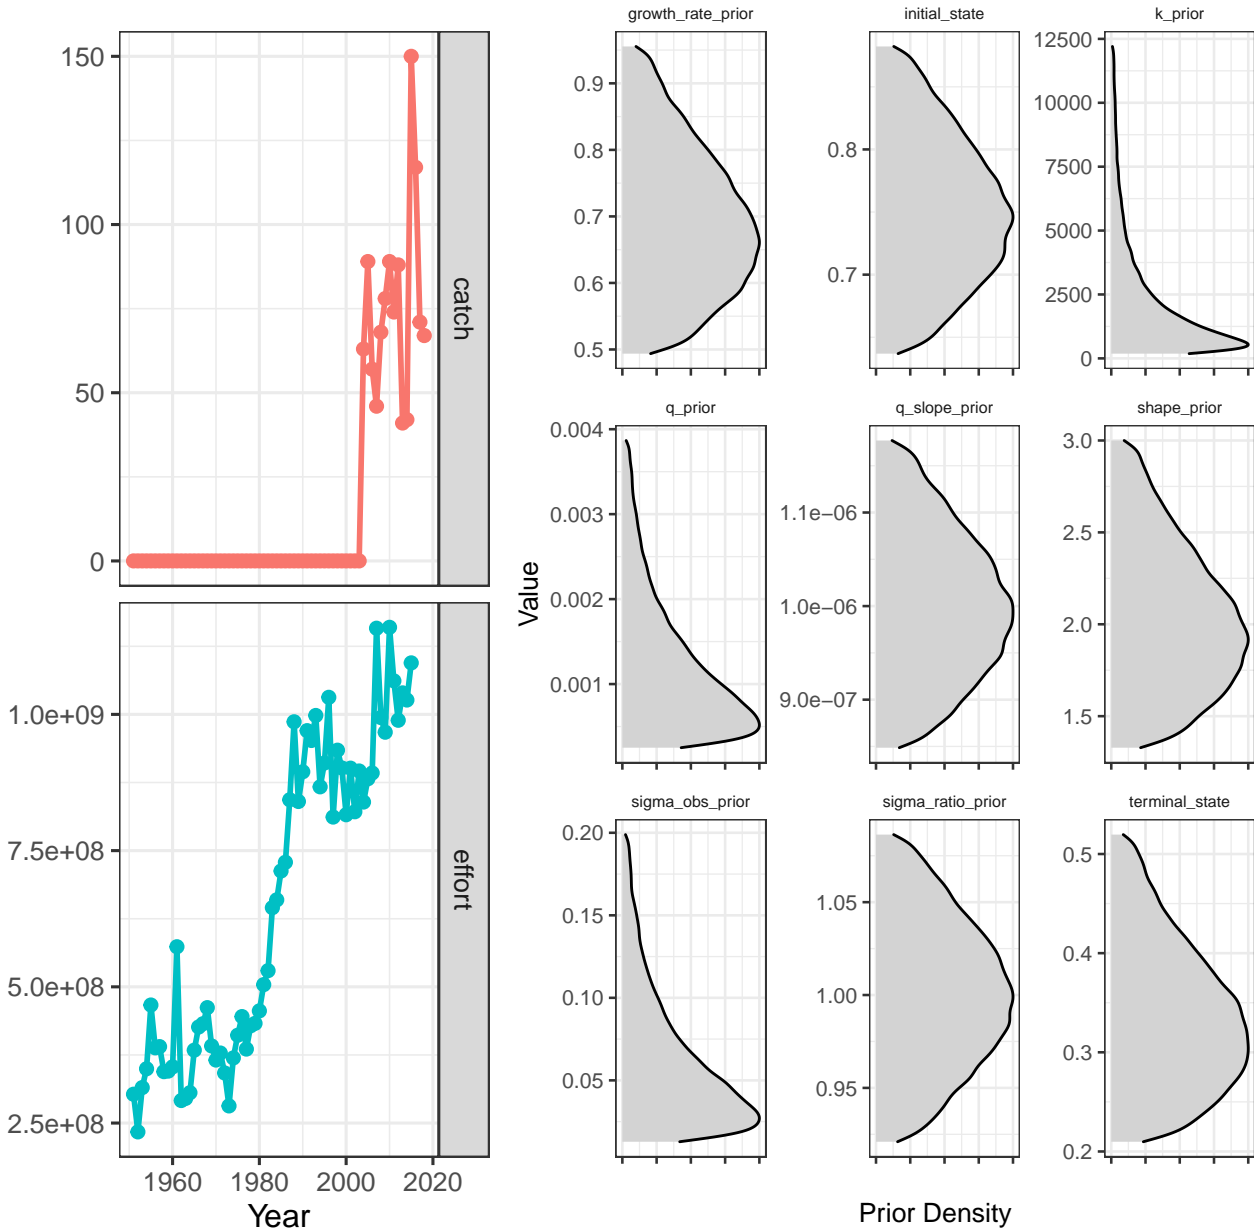 growth_rate_prior
initial_state
k_prior
150
100
50
0
catch
0.9
0.8
0.7
0.6
0.5
0.8
0.7
12500
10000
7500
5000
2500
0
q_prior
q_slope_prior
shape_prior
0.004
0.003
0.002
0.001
1.1e−06
1.0e−06
9.0e−07
3.0
2.5
2.0
1.5
Value
1.0e+09
7.5e+08
5.0e+08
2.5e+08
effort
sigma_obs_prior
sigma_ratio_prior
terminal_state
0.20
0.15
0.10
0.05
1.05
1.00
0.95
0.5
0.4
0.3
0.2
1960 1980 2000 2020
Year
Prior Density